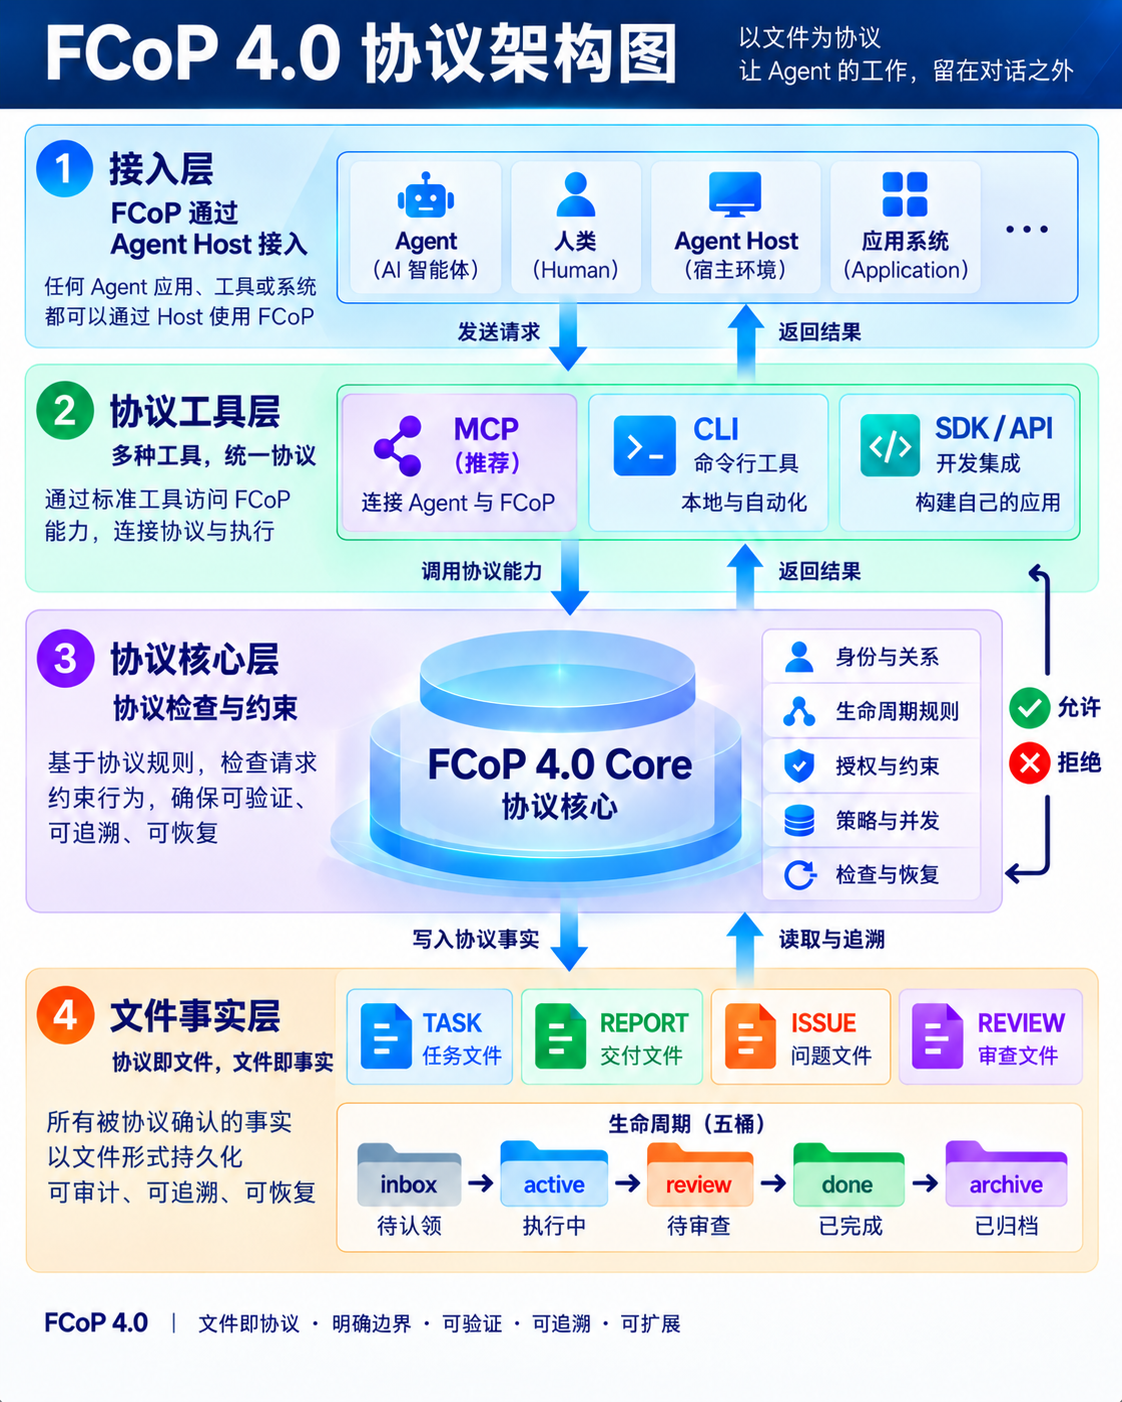 FCoP 4.0 协议架构图
以文件为协议
让 Agent 的工作，留在对话之外
1 接入层
FCoP 通过
Agent Host 接入
任何 Agent 应用、工具或系统
都可以通过 Host 使用 FCoP
Agent
（AI 智能体）
人类
（Human）
Agent Host
（宿主环境）
应用系统
（Application）
...
发送请求
返回结果
2 协议工具层
多种工具，统一协议
通过标准工具访问 FCoP
能力，连接协议与执行
MCP
（推荐）
连接 Agent 与 FCoP
CLI
命令行工具
本地与自动化
SDK / API
开发集成
构建自己的应用
调用协议能力
返回结果
3 协议核心层
协议检查与约束
基于协议规则，检查请求
约束行为，确保可验证、
可追溯、可恢复
FCoP 4.0 Core
协议核心
身份与关系
生命周期规则
授权与约束
策略与并发
检查与恢复
允许
拒绝
写入协议事实
读取与追溯
4 文件事实层
协议即文件，文件即事实
所有被协议确认的事实
以文件形式持久化
可审计、可追溯、可恢复
TASK
任务文件
REPORT
交付文件
ISSUE
问题文件
REVIEW
审查文件
生命周期（五桶）
inbox
待认领
active
执行中
review
待审查
done
已完成
archive
已归档
FCoP 4.0 | 文件即协议 · 明确边界 · 可验证 · 可追溯 · 可扩展